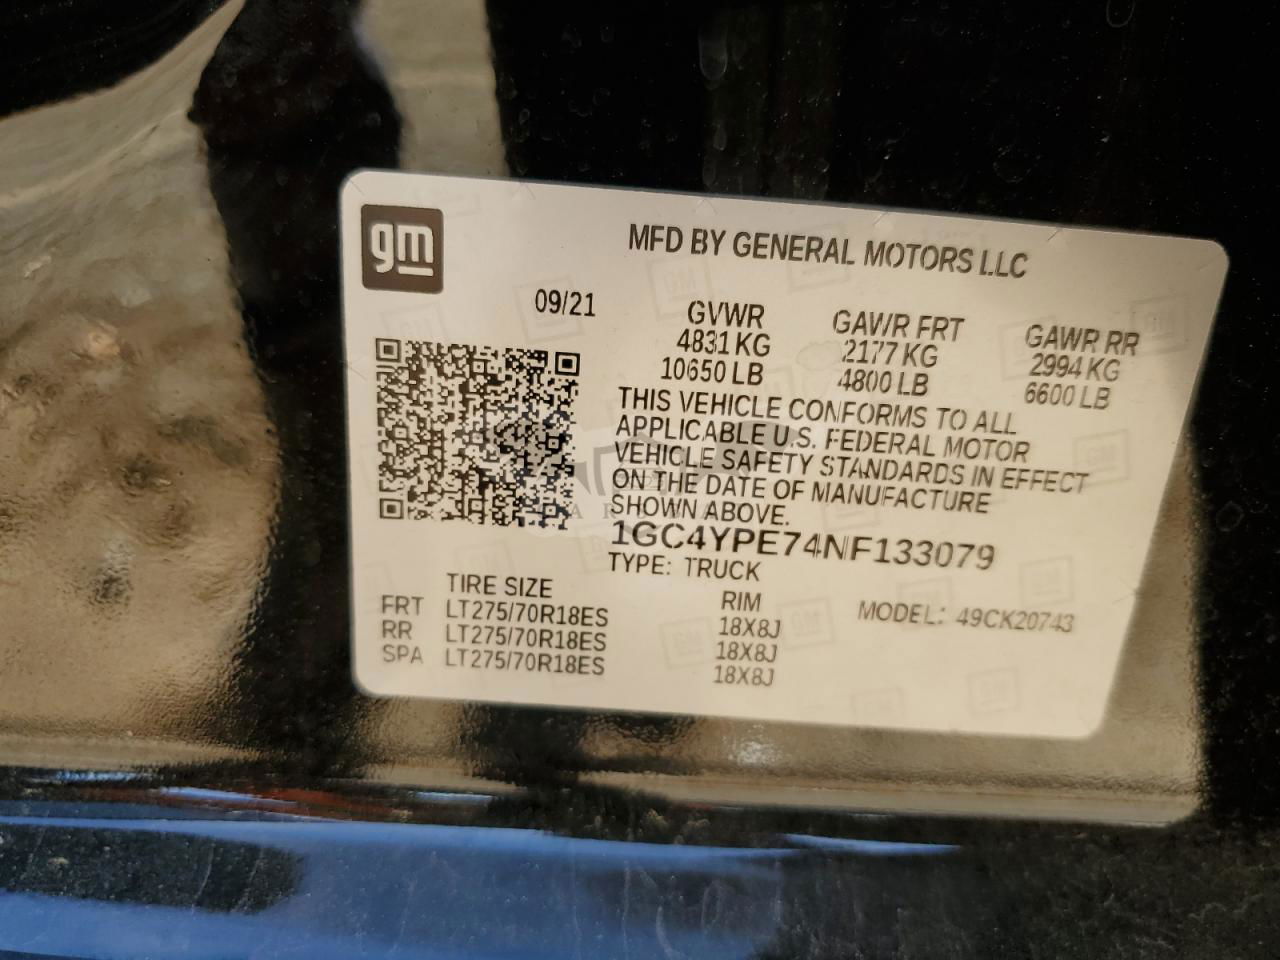 gm
MFD BY GENERAL MOTORS LLC
09/21
GVWR GAWR FRT GAWR RR
4831 KG 2177 KG 2994 KG
10650 LB 4800 LB 6600 LB
THIS VEHICLE CONFORMS TO ALL
APPLICABLE U.S. FEDERAL MOTOR
VEHICLE SAFETY STANDARDS IN EFFECT
ON THE DATE OF MANUFACTURE
SHOWN ABOVE.
1GC4YPE74NF133079
TYPE: TRUCK
TIRE SIZE RIM MODEL: 49CK20743
FRT LT275/70R18ES 18X8J
RR LT275/70R18ES 18X8J
SPA LT275/70R18ES 18X8J